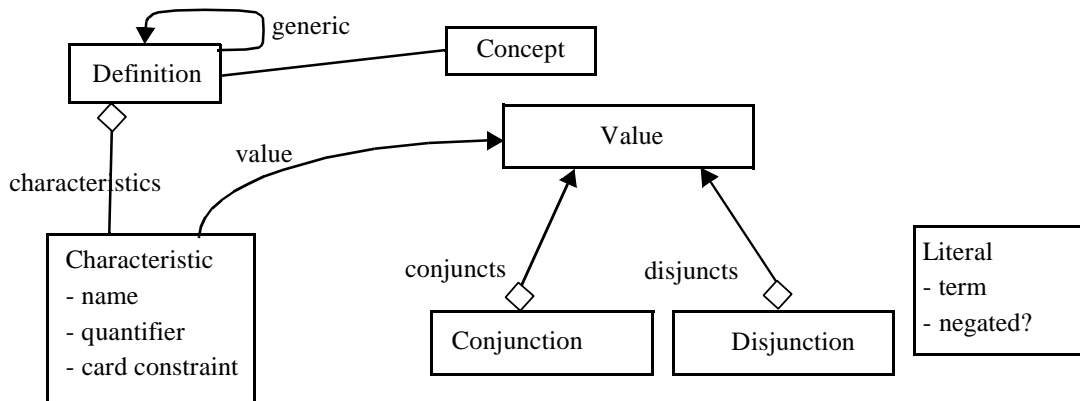 generic
Concept
Definition
Value
value
characteristics
Characteristic
- name
- quantifier
- card constraint
conjuncts
disjuncts
Conjunction
Disjunction
Literal
- term
- negated?